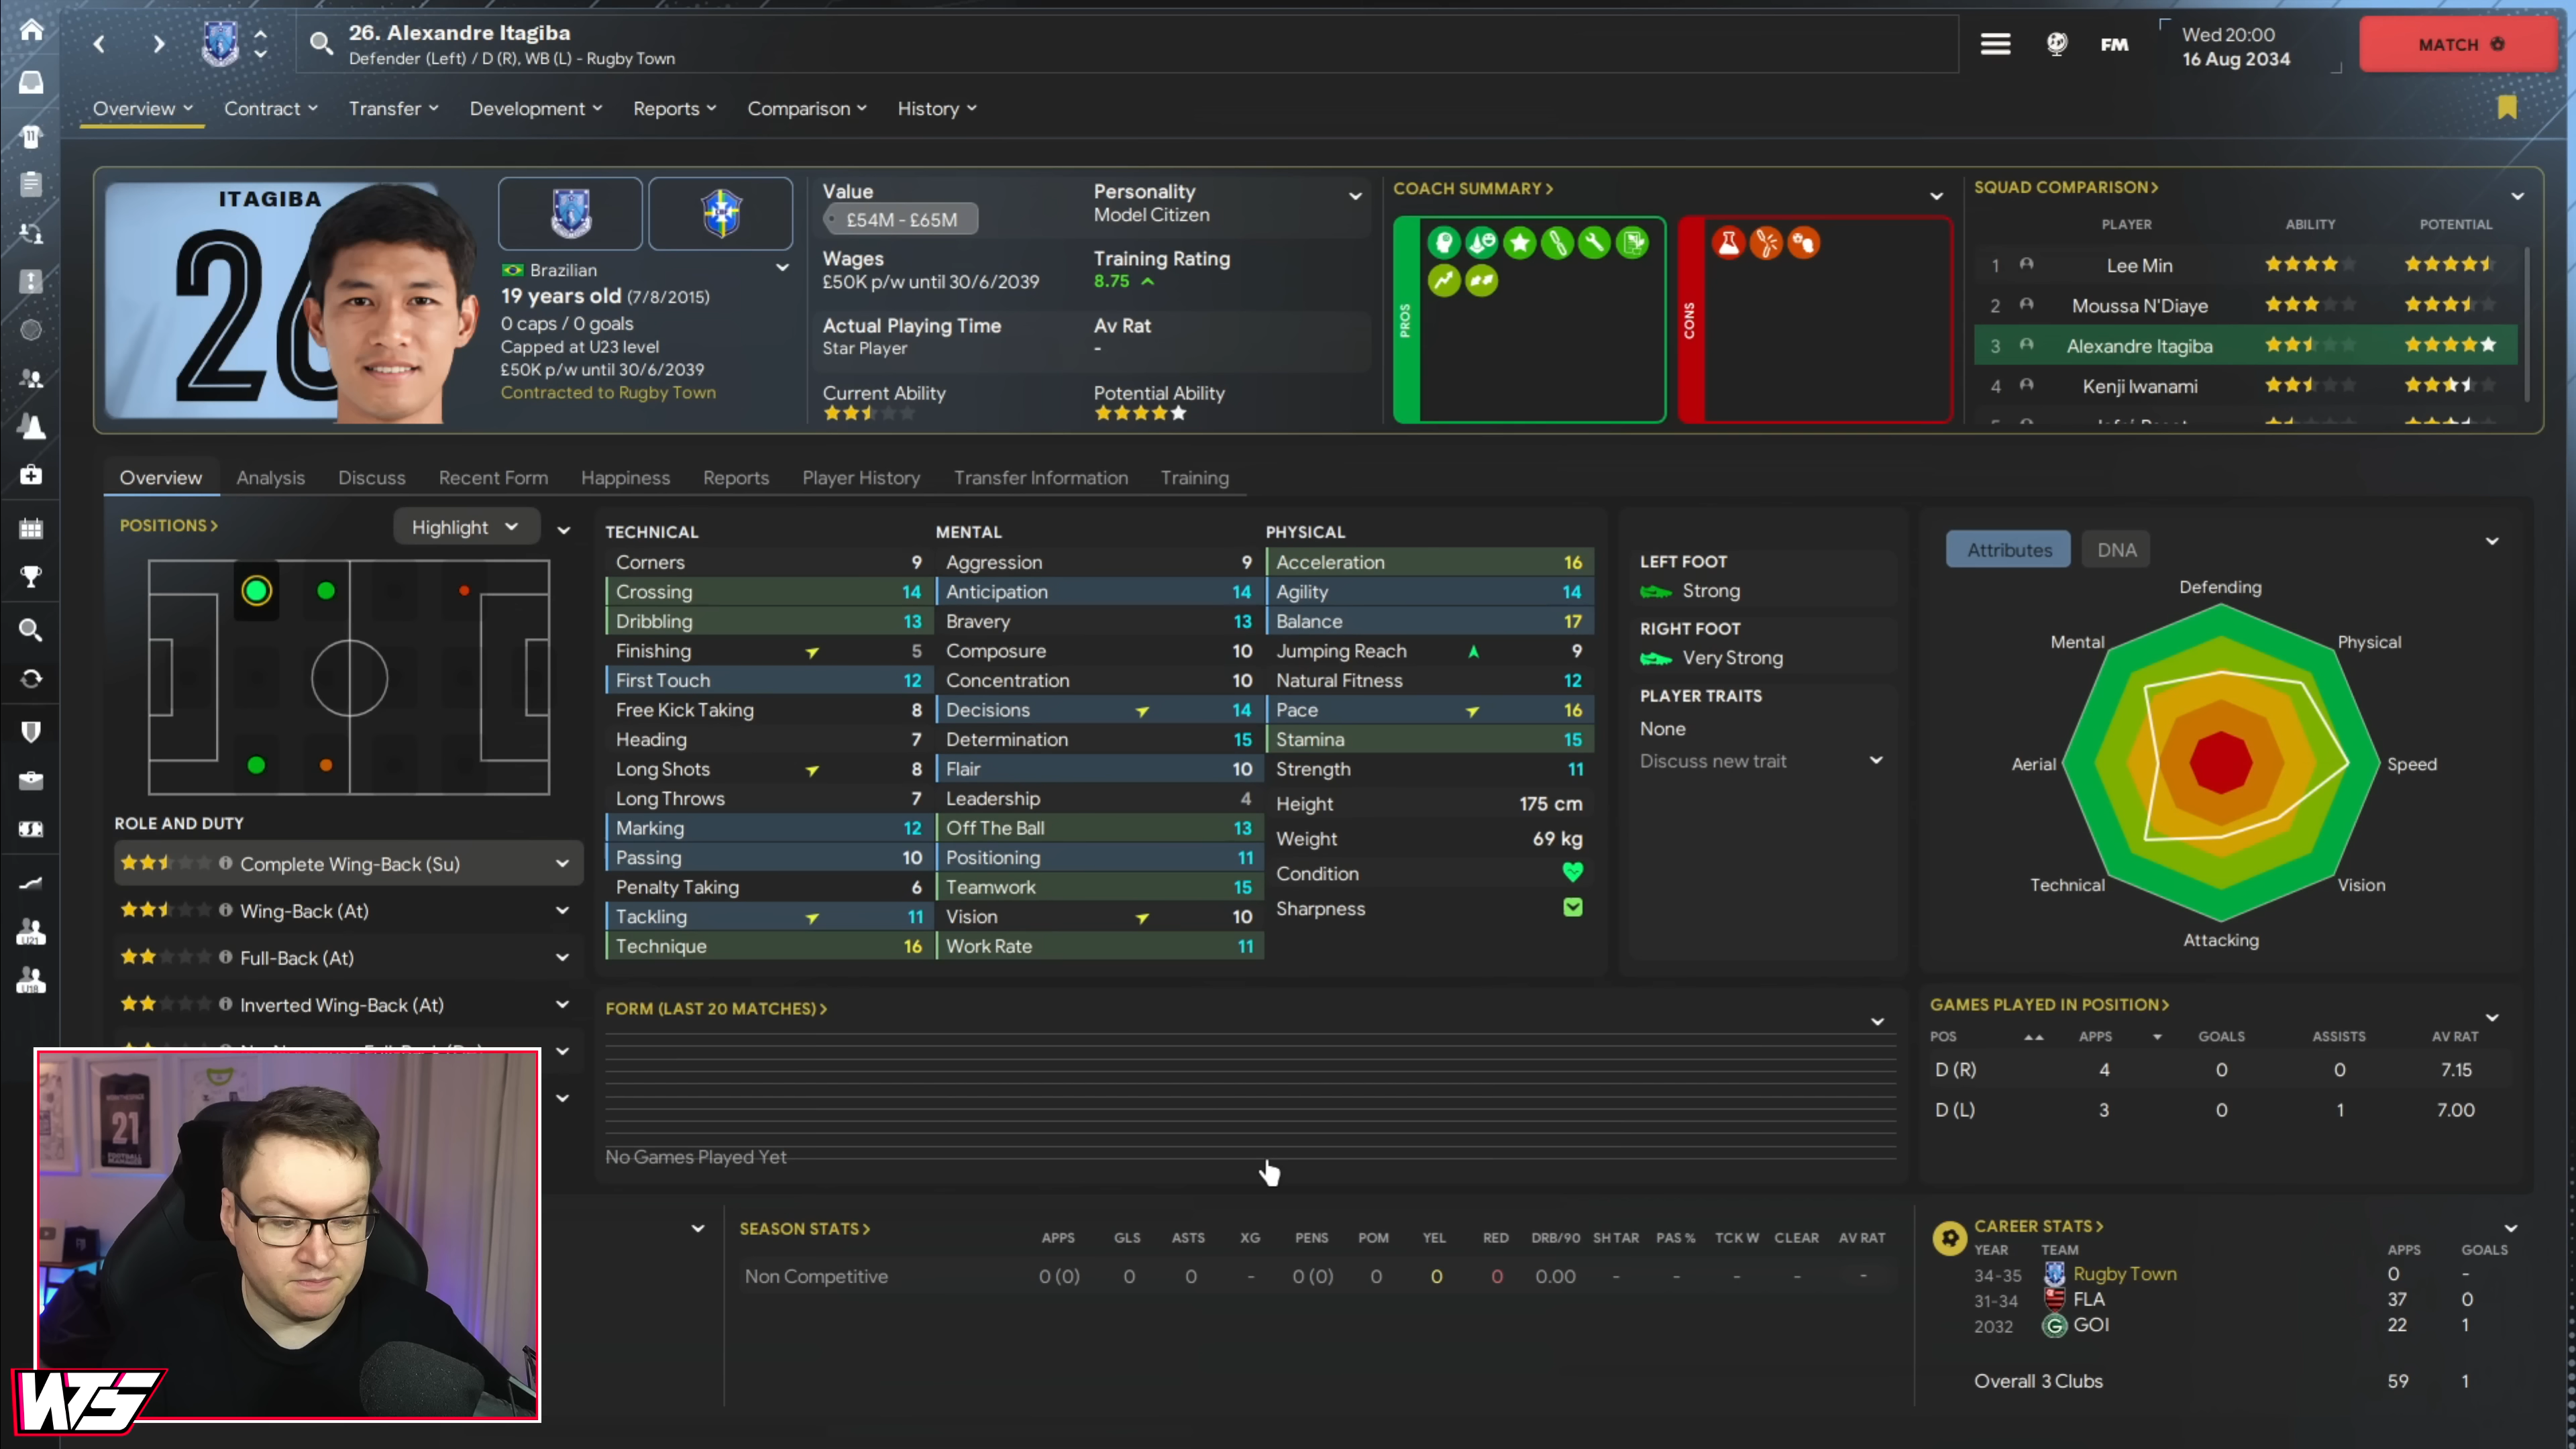 26. Alexandre Itagiba
Defender (Left) / D (R), WB (L) - Rugby Town
FM
Wed 20:00
16 Aug 2034
MATCH
Overview
Contract
Transfer
Development
Reports
Comparison
History
ITAGIBA
26
Brazilian
19 years old (7/8/2015)
0 caps / 0 goals
Capped at U23 level
£50K p/w until 30/6/2039
Contracted to Rugby Town
Value
£54M - £65M
Personality
Model Citizen
Wages
£50K p/w until 30/6/2039
Training Rating
8.75
Actual Playing Time
Star Player
Av Rat
-
Current Ability
Potential Ability
COACH SUMMARY >
PROS
CONS
SQUAD COMPARISON >
PLAYER ABILITY POTENTIAL
1 Lee Min
2 Moussa N'Diaye
3 Alexandre Itagiba
4 Kenji Iwanami
Overview Analysis Discuss Recent Form Happiness Reports Player History Transfer Information Training
POSITIONS >
Highlight
ROLE AND DUTY
Complete Wing-Back (Su)
Wing-Back (At)
Full-Back (At)
Inverted Wing-Back (At)
TECHNICAL
Corners 9
Crossing 14
Dribbling 13
Finishing 5
First Touch 12
Free Kick Taking 8
Heading 7
Long Shots 8
Long Throws 7
Marking 12
Passing 10
Penalty Taking 6
Tackling 11
Technique 16
MENTAL
Aggression 9
Anticipation 14
Bravery 13
Composure 10
Concentration 10
Decisions 14
Determination 15
Flair 10
Leadership 4
Off The Ball 13
Positioning 11
Teamwork 15
Vision 10
Work Rate 11
PHYSICAL
Acceleration 16
Agility 14
Balance 17
Jumping Reach 9
Natural Fitness 12
Pace 16
Stamina 15
Strength 11
Height 175 cm
Weight 69 kg
Condition
Sharpness
LEFT FOOT
Strong
RIGHT FOOT
Very Strong
PLAYER TRAITS
None
Discuss new trait
Attributes DNA
Defending
Mental Physical
Aerial Speed
Technical Vision
Attacking
FORM (LAST 20 MATCHES) >
No Games Played Yet
GAMES PLAYED IN POSITION >
POS APPS GOALS ASSISTS AV RAT
D (R) 4 0 0 7.15
D (L) 3 0 1 7.00
SEASON STATS >
APPS GLS ASTS XG PENS POM YEL RED DRB/90 SH TAR PAS % TCK W CLEAR AV RAT
Non Competitive 0 (0) 0 0 - 0 (0) 0 0 0 0.00 - - - - -
CAREER STATS >
YEAR TEAM APPS GOALS
34-35 Rugby Town 0 -
31-34 FLA 37 0
2032 GOI 22 1
Overall 3 Clubs 59 1
11
U21
U18
21
FOOTBALL
MANAGER
WTS